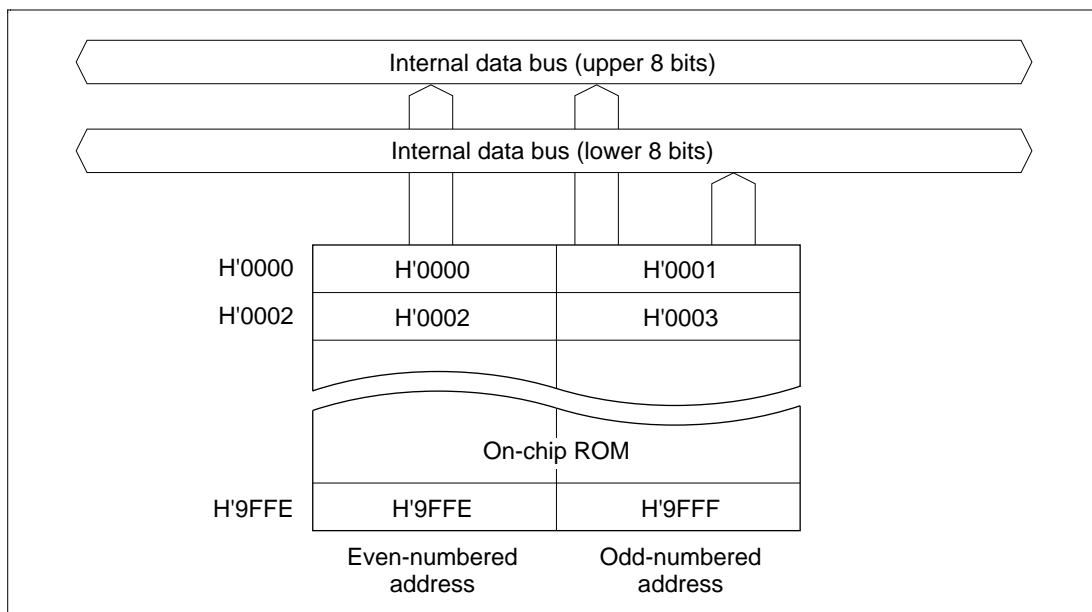 Internal data bus (upper 8 bits)
Internal data bus (lower 8 bits)
H'0000 H'0000 H'0001
H'0002 H'0002 H'0003
On-chip ROM
H'9FFE H'9FFE H'9FFF
Even-numbered address
Odd-numbered address